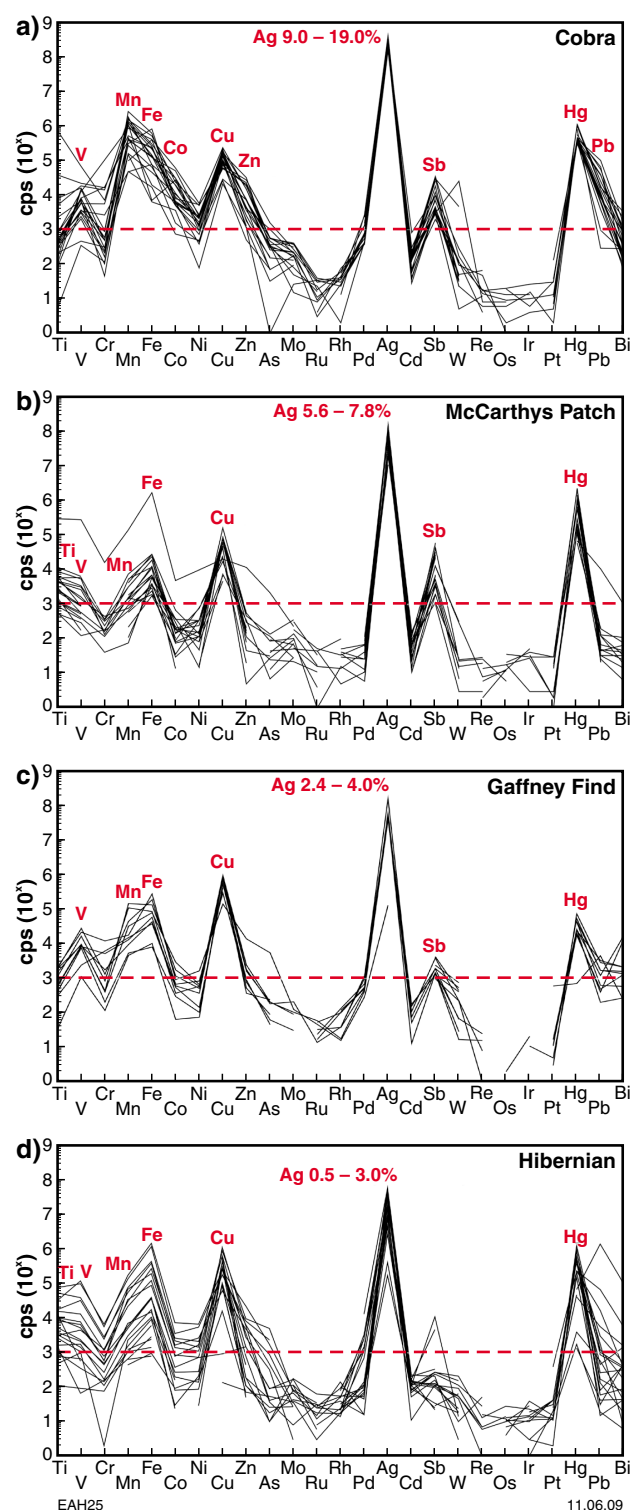 a)
Cobra
Ag 9.0 – 19.0%
9
8
7
6
5
4
3
2
1
0
cps (10ˣ)
V
Mn
Fe
Co
Cu
Zn
Sb
Hg
Pb
Ti V Cr Mn Fe Co Ni Cu Zn As Mo Ru Rh Pd Ag Cd Sb W Re Os Ir Pt Hg Pb Bi
b)
McCarthys Patch
Ag 5.6 – 7.8%
9
8
7
6
5
4
3
2
1
0
cps (10ˣ)
Ti
V
Mn
Fe
Cu
Sb
Hg
Ti V Cr Mn Fe Co Ni Cu Zn As Mo Ru Rh Pd Ag Cd Sb W Re Os Ir Pt Hg Pb Bi
c)
Gaffney Find
Ag 2.4 – 4.0%
9
8
7
6
5
4
3
2
1
0
cps (10ˣ)
V
Mn
Fe
Cu
Sb
Hg
Ti V Cr Mn Fe Co Ni Cu Zn As Mo Ru Rh Pd Ag Cd Sb W Re Os Ir Pt Hg Pb Bi
d)
Hibernian
Ag 0.5 – 3.0%
9
8
7
6
5
4
3
2
1
0
cps (10ˣ)
Ti V
Mn
Fe
Cu
Hg
Ti V Cr Mn Fe Co Ni Cu Zn As Mo Ru Rh Pd Ag Cd Sb W Re Os Ir Pt Hg Pb Bi
EAH25
11.06.09